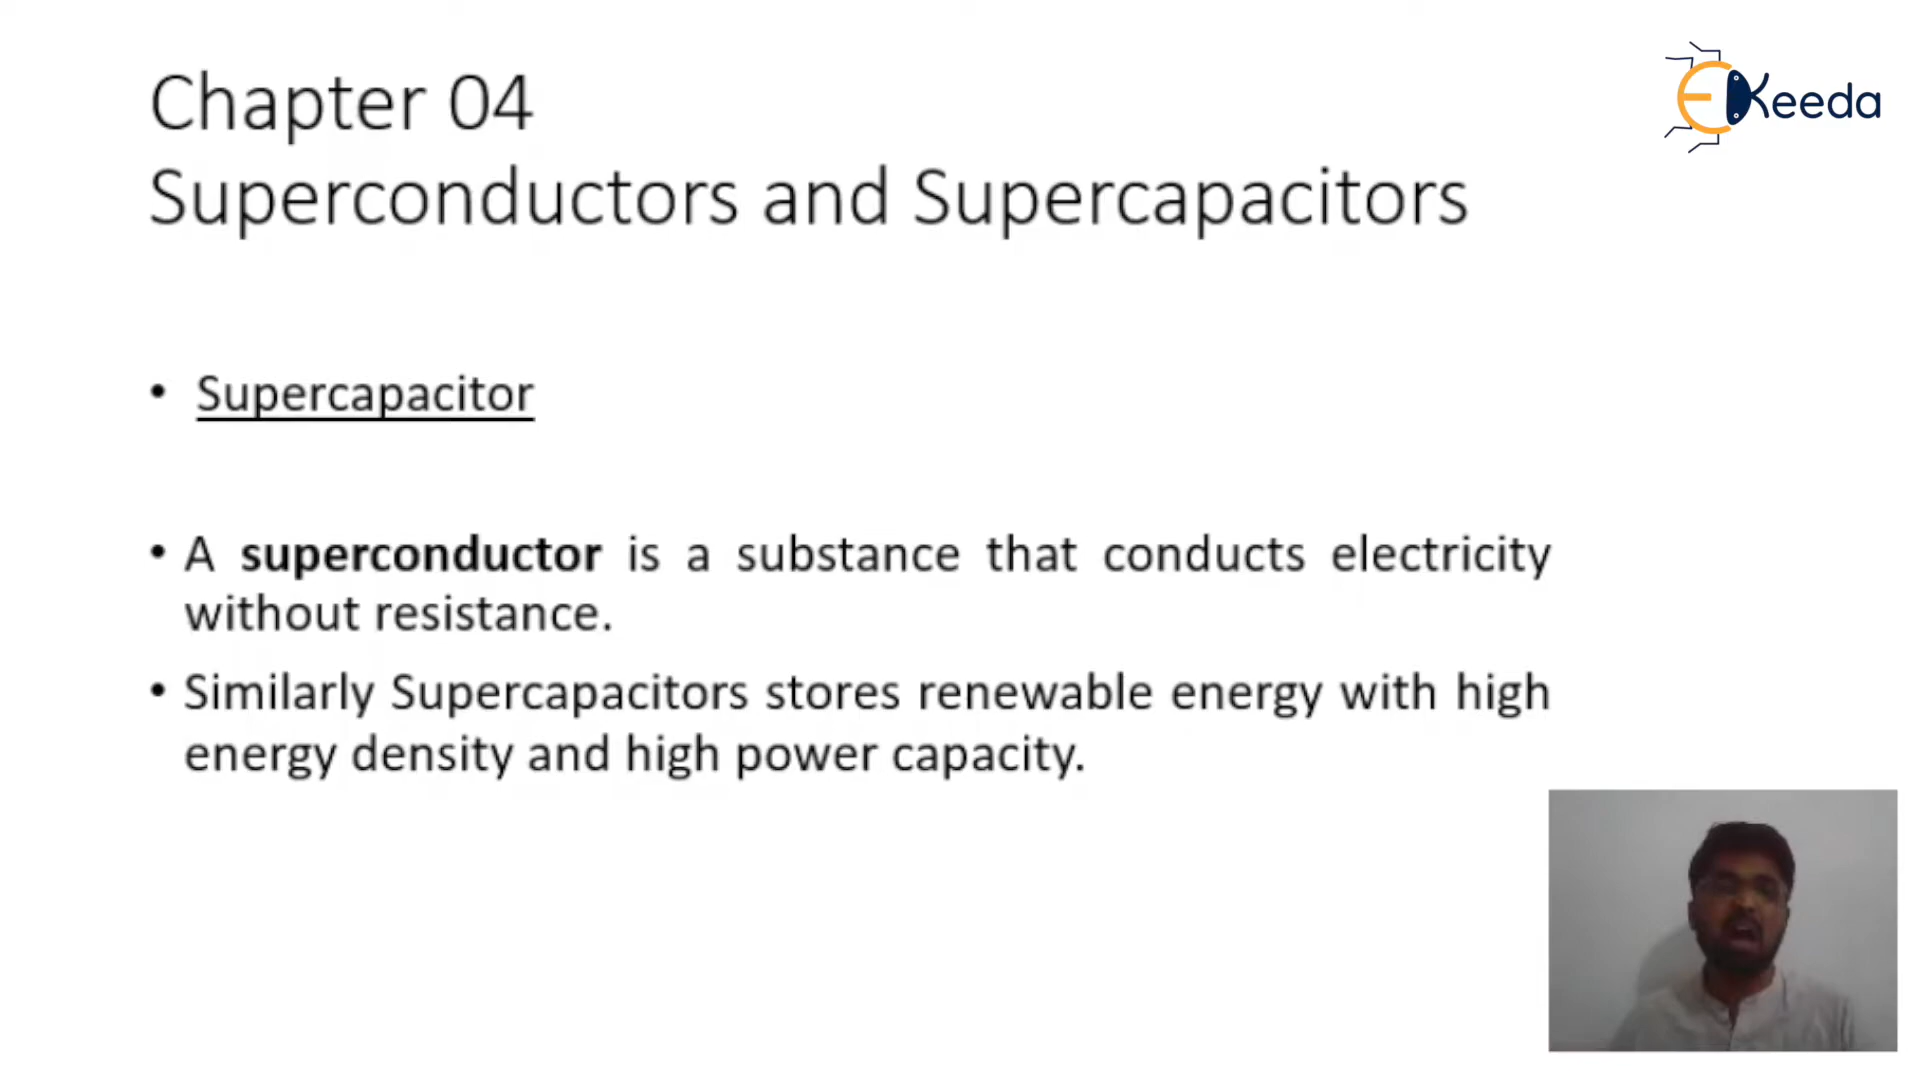 Chapter 04
Superconductors and Supercapacitors
EKeeda
• Supercapacitor
• A superconductor is a substance that conducts electricity
without resistance.
• Similarly Supercapacitors stores renewable energy with high
energy density and high power capacity.